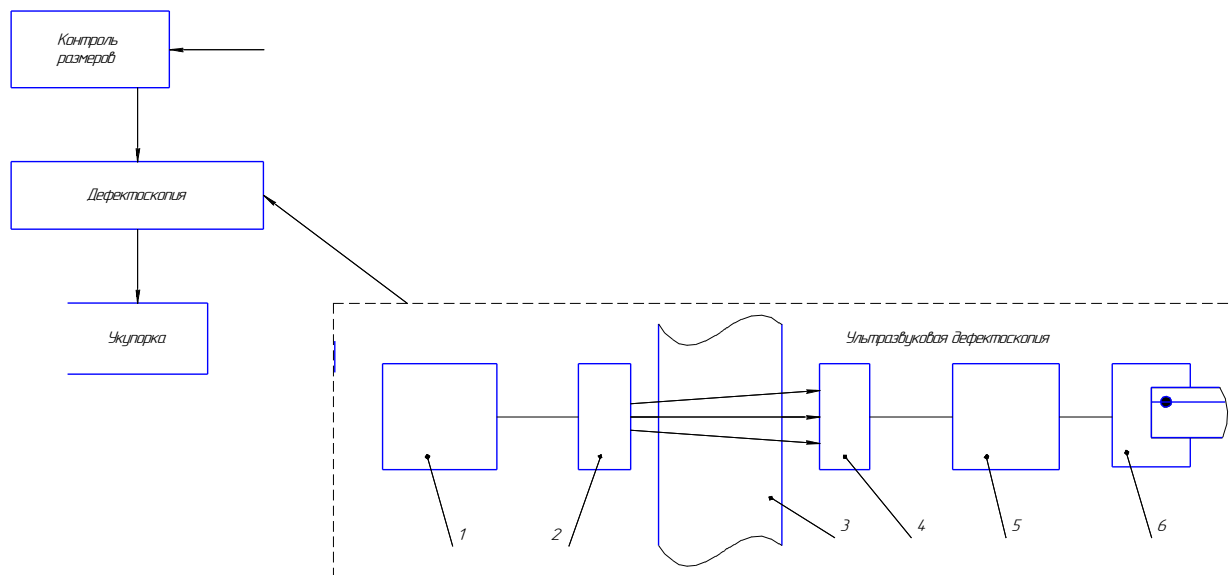 Контроль
размеров
Дефектоскопия
Укупорка
Ультразвуковая дефектоскопия
1
2
3
4
5
6